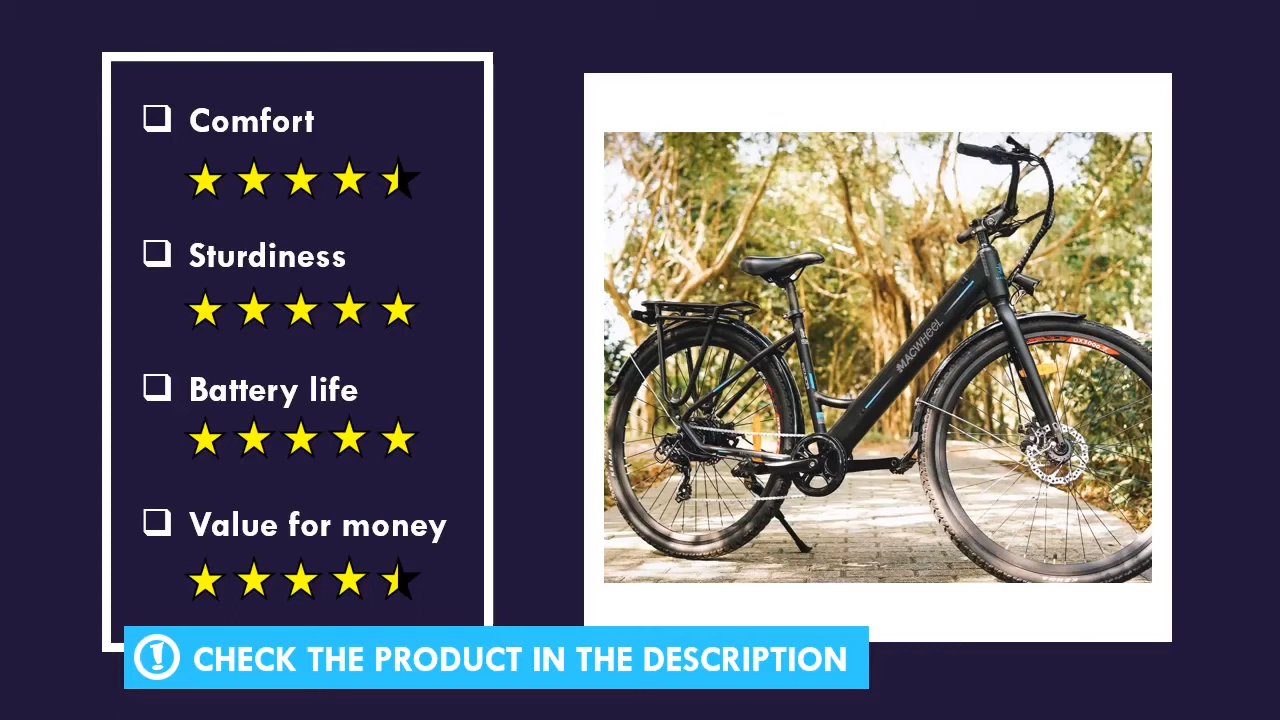 Comfort
Sturdiness
Battery life
Value for money
MACWHEEL
CHECK THE PRODUCT IN THE DESCRIPTION